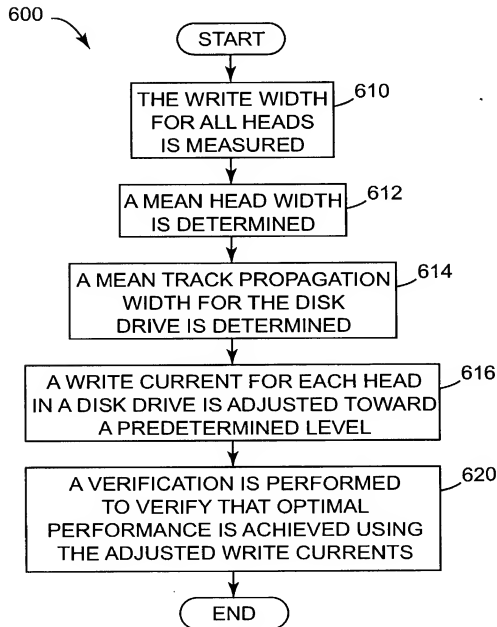 600
START
THE WRITE WIDTH
FOR ALL HEADS
IS MEASURED
610
A MEAN HEAD WIDTH
IS DETERMINED
612
A MEAN TRACK PROPAGATION
WIDTH FOR THE DISK
DRIVE IS DETERMINED
614
A WRITE CURRENT FOR EACH HEAD
IN A DISK DRIVE IS ADJUSTED TOWARD
A PREDETERMINED LEVEL
616
A VERIFICATION IS PERFORMED
TO VERIFY THAT OPTIMAL
PERFORMANCE IS ACHIEVED USING
THE ADJUSTED WRITE CURRENTS
620
END